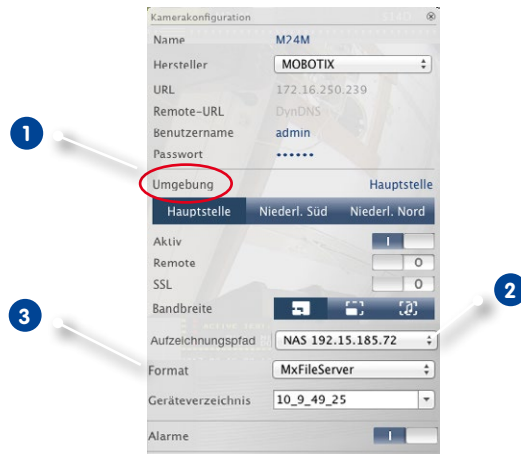 Kamerakonfiguration
Name M24M
Hersteller MOBOTIX
URL 172.16.250.239
Remote-URL DynDNS
Benutzername admin
Passwort ••••••
1
Umgebung Hauptstelle
Hauptstelle Niederl. Süd Niederl. Nord
Aktiv I
Remote O
SSL O
Bandbreite
2
3
Aufzeichnungspfad NAS 192.15.185.72
Format MxFileServer
Geräteverzeichnis 10_9_49_25
Alarme I